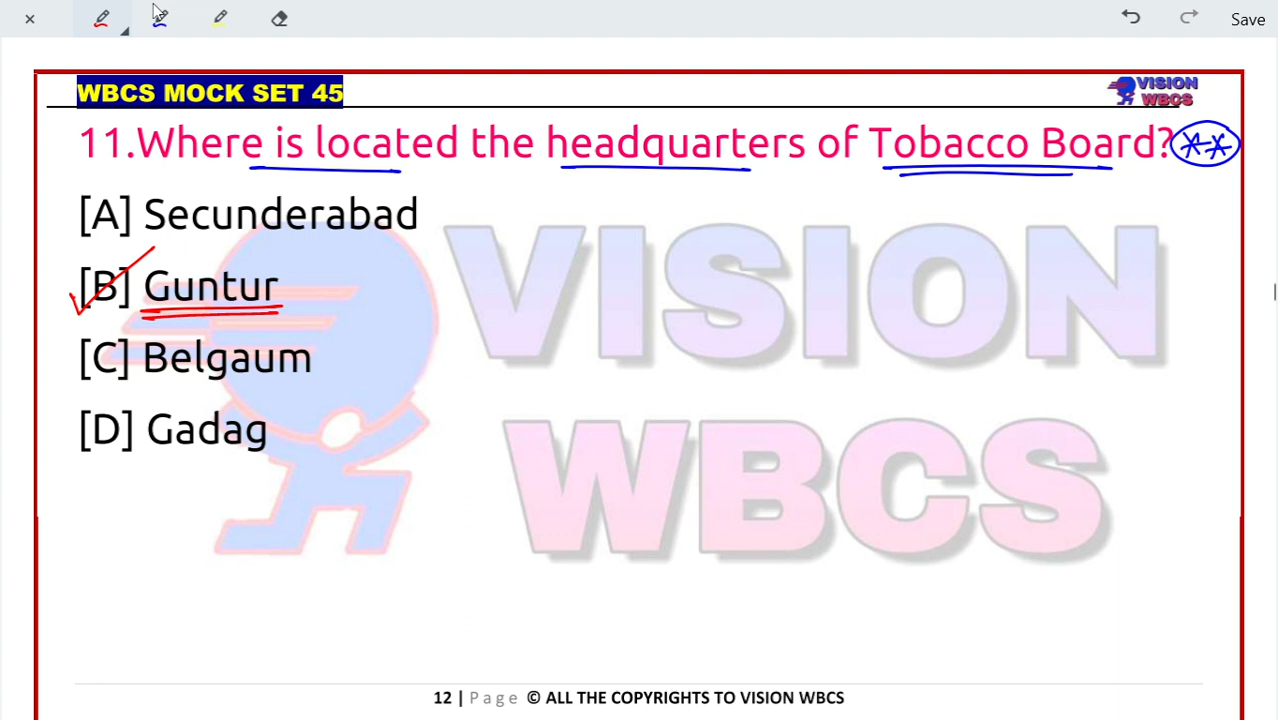 Save
WBCS MOCK SET 45
VISION
WBCS
11.Where is located the headquarters of Tobacco Board?
[A] Secunderabad
[B] Guntur
[C] Belgaum
[D] Gadag
VISION
WBCS
12 | Page © ALL THE COPYRIGHTS TO VISION WBCS